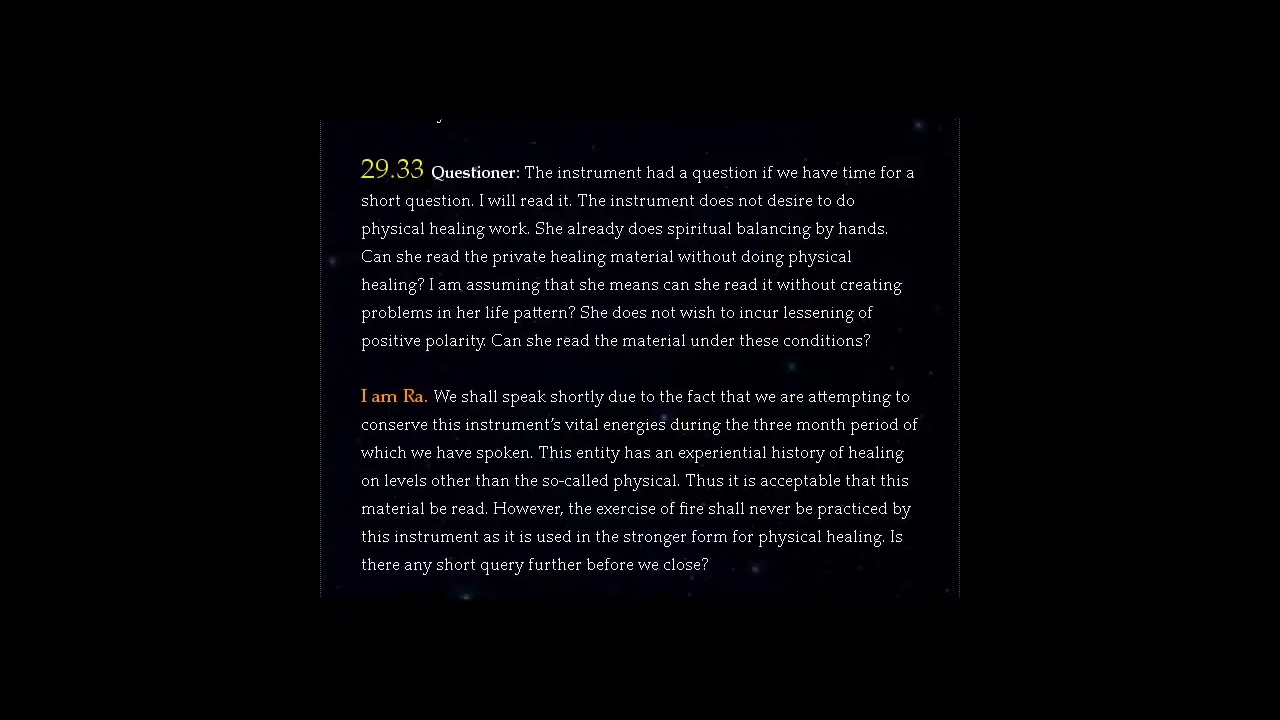 29.33 Questioner: The instrument had a question if we have time for a
short question. I will read it. The instrument does not desire to do
physical healing work. She already does spiritual balancing by hands.
Can she read the private healing material without doing physical
healing? I am assuming that she means can she read it without creating
problems in her life pattern? She does not wish to incur lessening of
positive polarity. Can she read the material under these conditions?
I am Ra. We shall speak shortly due to the fact that we are attempting to
conserve this instrument's vital energies during the three month period of
which we have spoken. This entity has an experiential history of healing
on levels other than the so-called physical. Thus it is acceptable that this
material be read. However, the exercise of fire shall never be practiced by
this instrument as it is used in the stronger form for physical healing. Is
there any short query further before we close?